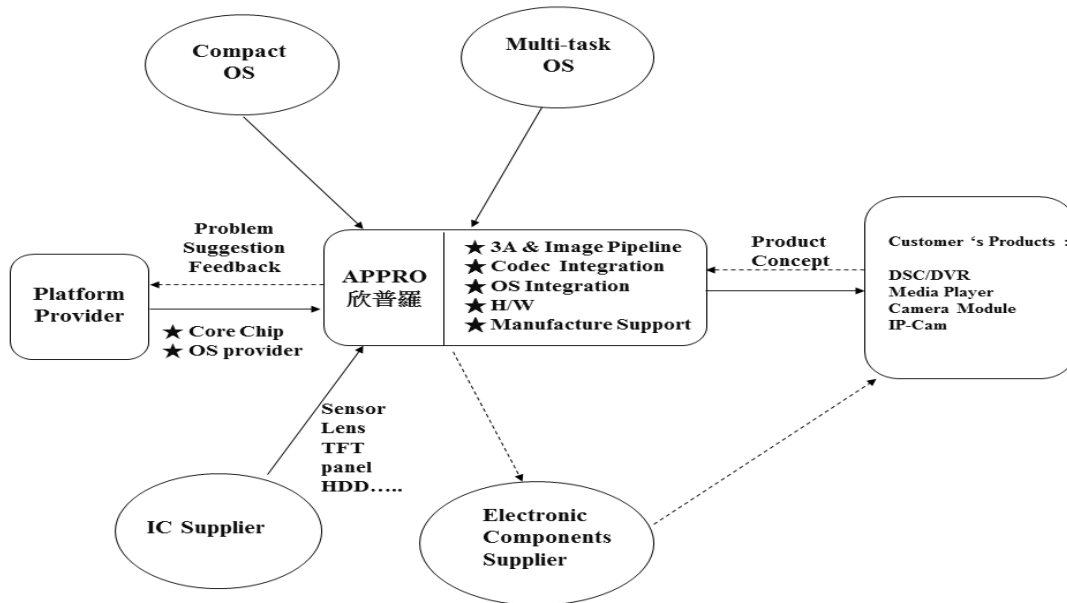 Compact
OS
Multi-task
OS
Problem
Suggestion
Feedback
Platform
Provider
★ Core Chip
★ OS provider
APPRO
欣普羅
★ 3A & Image Pipeline
★ Codec Integration
★ OS Integration
★ H/W
★ Manufacture Support
Product
Concept
Customer ‘s Products :
DSC/DVR
Media Player
Camera Module
IP-Cam
Sensor
Lens
TFT
panel
HDD…..
IC Supplier
Electronic
Components
Supplier